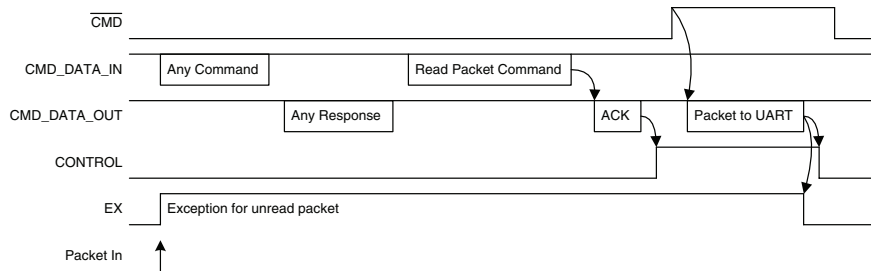 CMD
CMD_DATA_IN
Any Command
Read Packet Command
CMD_DATA_OUT
Any Response
ACK
Packet to UART
CONTROL
EX
Exception for unread packet
Packet In